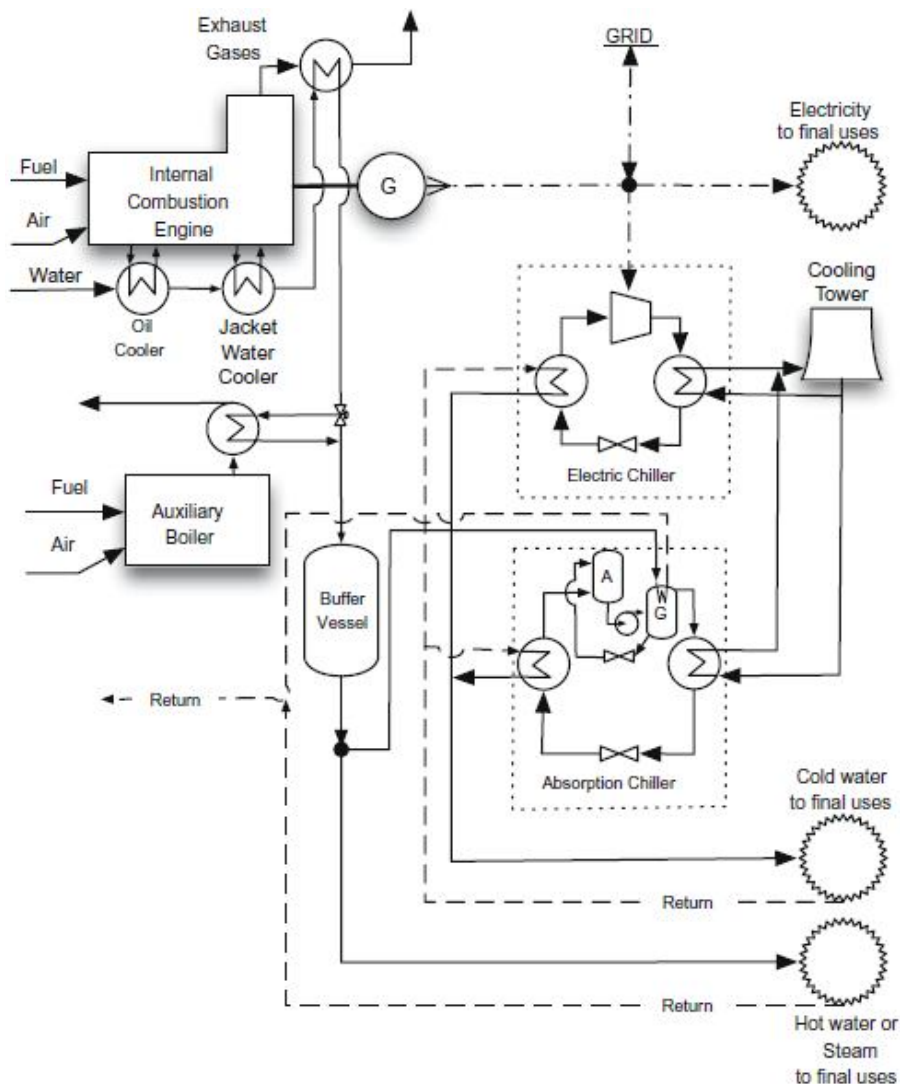 Exhaust
Gases
GRID
Electricity
to final uses
Fuel
Internal
Combustion
Engine
G
Air
Water
Oil
Cooler
Jacket
Water
Cooler
Cooling
Tower
Electric Chiller
Fuel
Auxiliary
Boiler
Air
Buffer
Vessel
A
G
Return
Absorption Chiller
Cold water
to final uses
Return
Return
Hot water or
Steam
to final uses